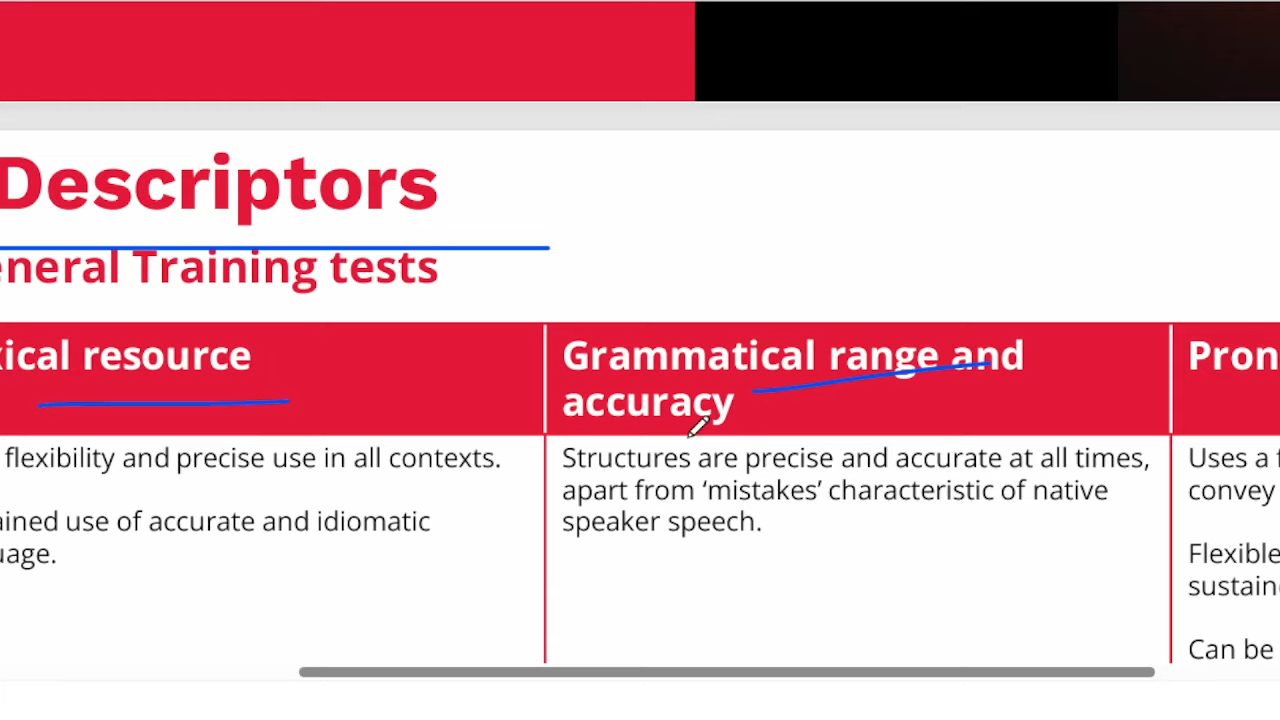 Descriptors
eneral Training tests
xical resource
Grammatical range and
accuracy
Pron
flexibility and precise use in all contexts.
ained use of accurate and idiomatic
uage.
Structures are precise and accurate at all times,
apart from ‘mistakes’ characteristic of native
speaker speech.
Uses a f
convey
Flexible
sustain
Can be